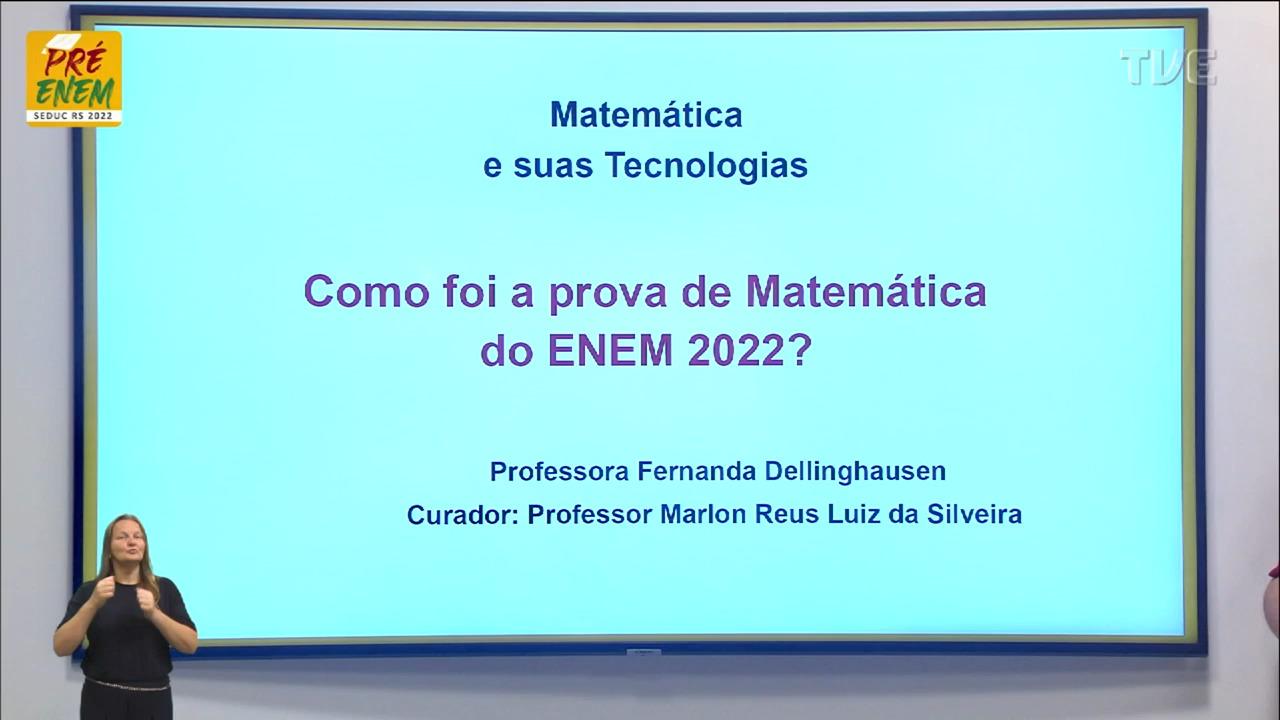 PRÉ
ENEM
SEDUC RS 2022
TVE
Matemática
e suas Tecnologias
Como foi a prova de Matemática
do ENEM 2022?
Professora Fernanda Dellinghausen
Curador: Professor Marlon Reus Luiz da Silveira